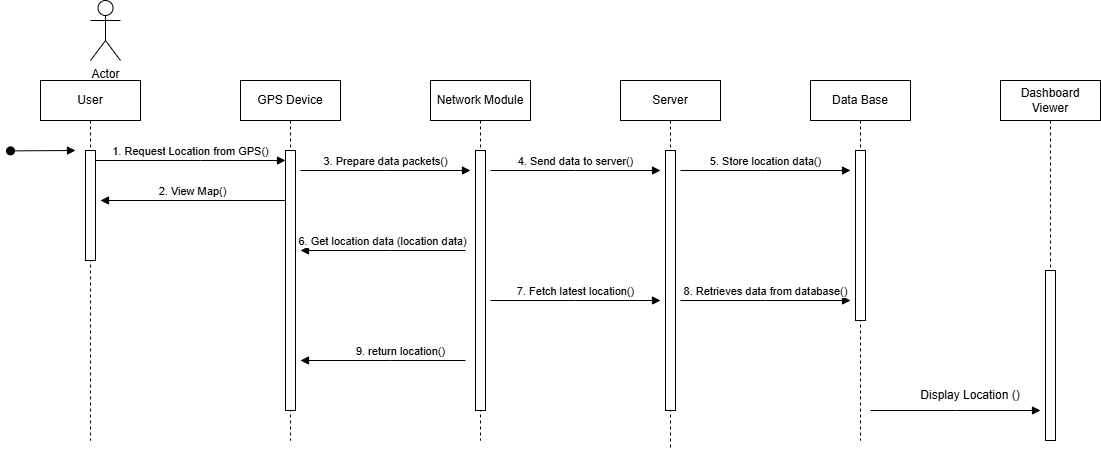 Actor
User
GPS Device
Network Module
Server
Data Base
Dashboard
Viewer
1. Request Location from GPS()
3. Prepare data packets()
4. Send data to server()
5. Store location data()
2. View Map()
6. Get location data (location data)
7. Fetch latest location()
8. Retrieves data from database()
9. return location()
Display Location ()